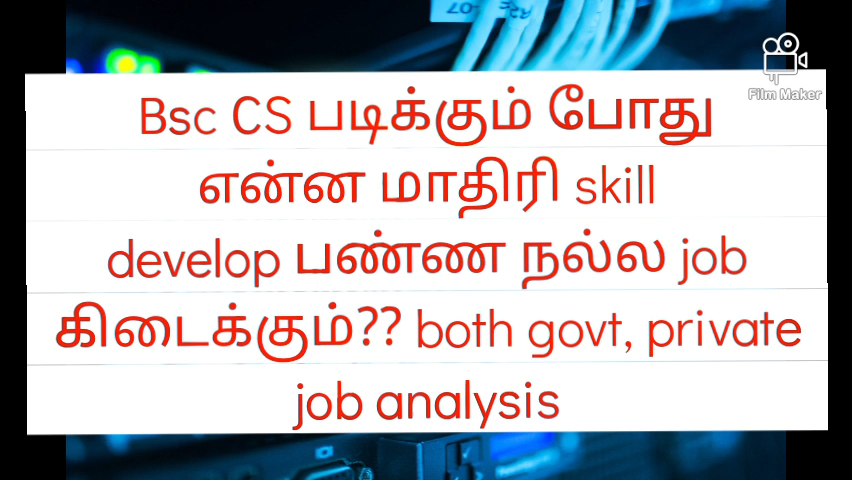 Film Maker
Bsc CS படிக்கும் போது
என்ன மாதிரி skill
develop பண்ண நல்ல job
கிடைக்கும்?? both govt, private
job analysis